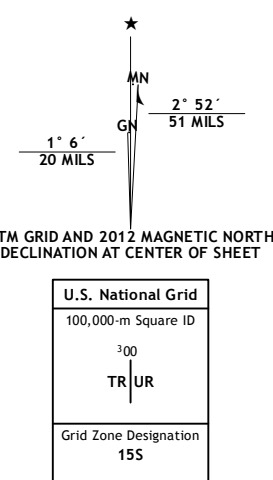 ★
MN
GN
1° 6´
20 MILS
2° 52´
51 MILS
TM GRID AND 2012 MAGNETIC NORTH
DECLINATION AT CENTER OF SHEET
U.S. National Grid
100,000-m Square ID
³00
TR UR
Grid Zone Designation
15S